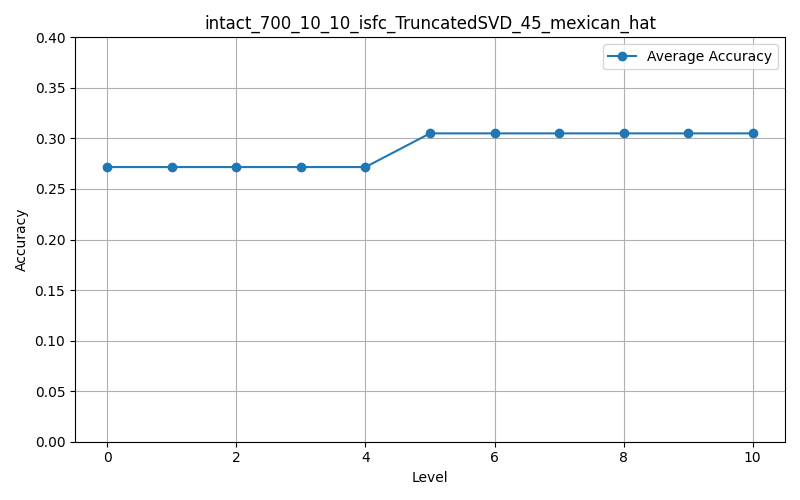 intact_700_10_10_isfc_TruncatedSVD_45_mexican_hat
Average Accuracy
0.40
0.35
0.30
0.25
0.20
0.15
0.10
0.05
0.00
Accuracy
0 2 4 6 8 10
Level